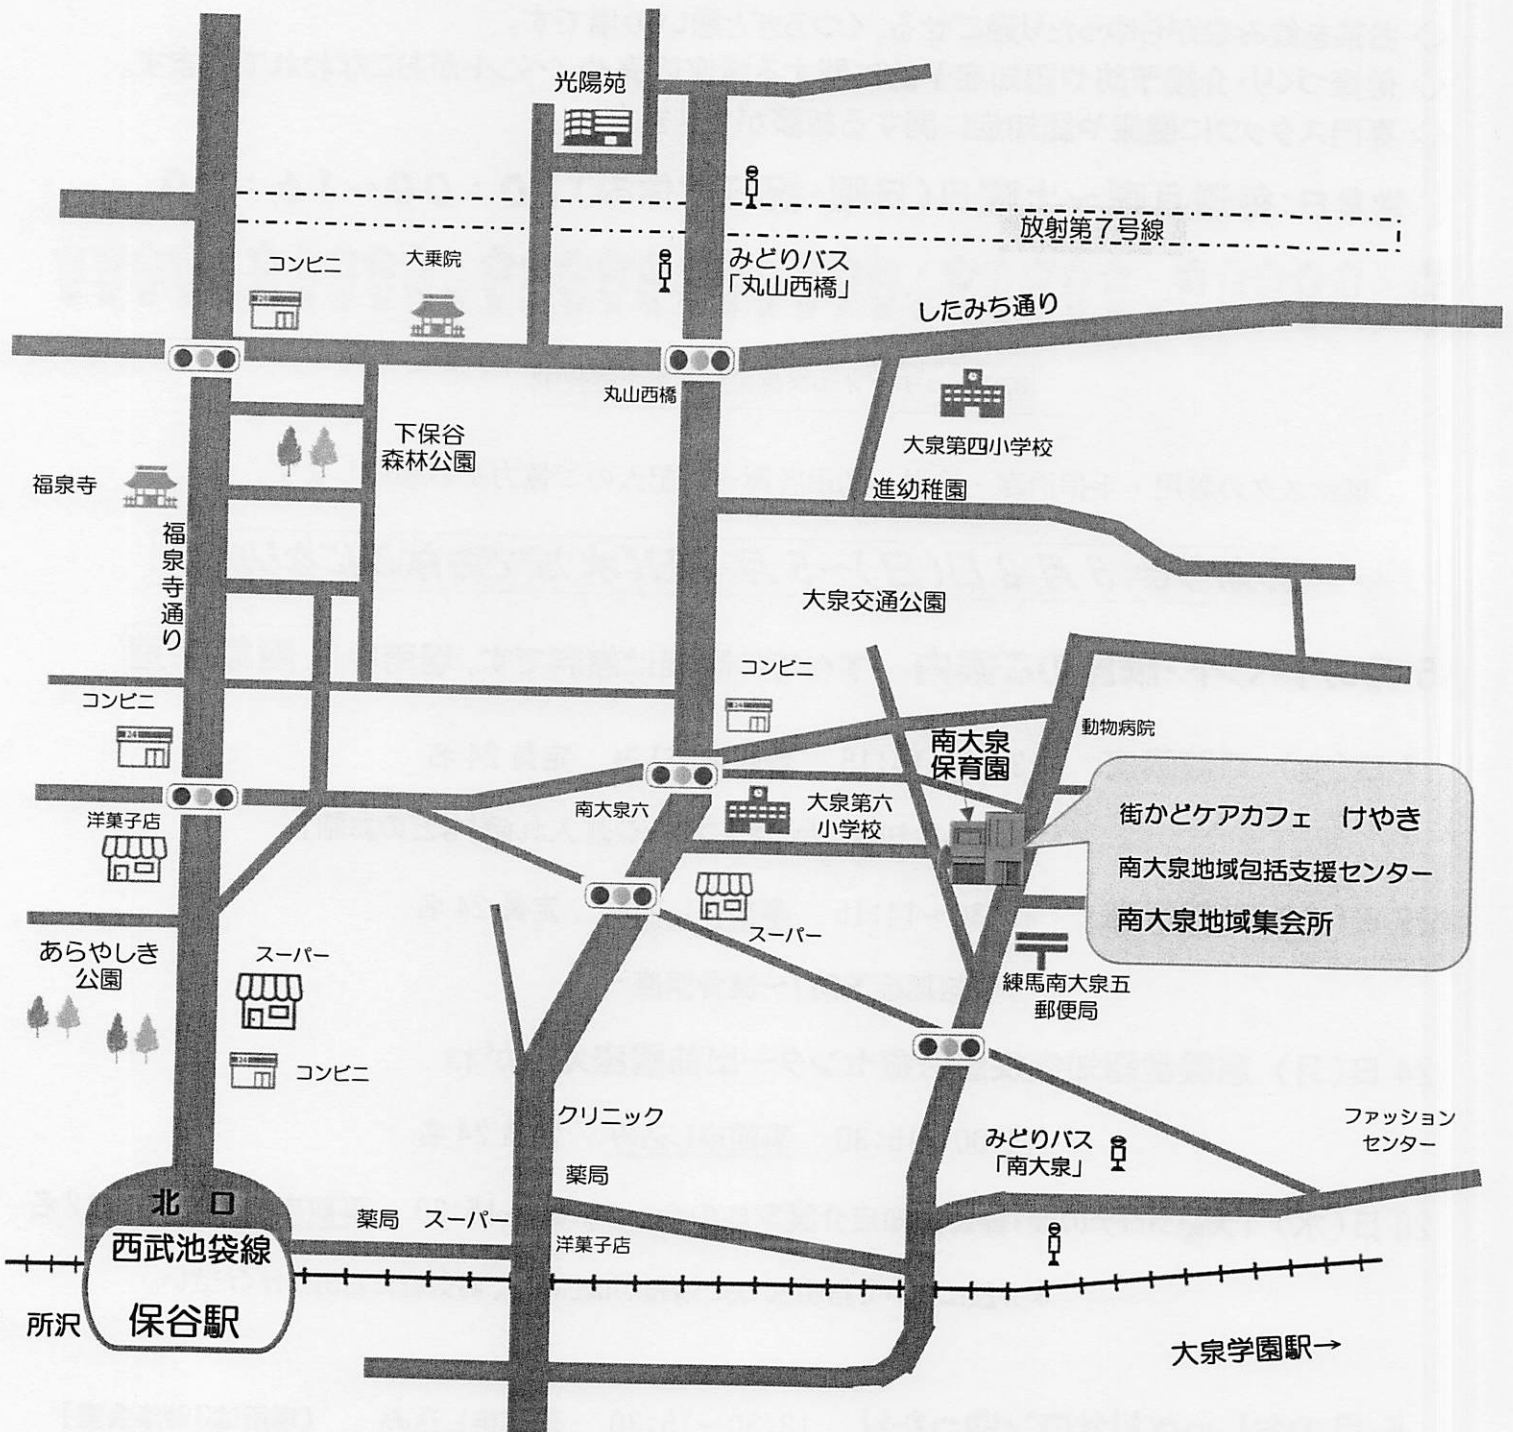 光陽苑
放射第7号線
コンビニ
大乗院
みどりバス
「丸山西橋」
したみち通り
丸山西橋
下保谷
森林公園
大泉第四小学校
福泉寺
進幼稚園
福泉寺通り
大泉交通公園
コンビニ
コンビニ
動物病院
南大泉
保育園
南大泉六
大泉第六
小学校
街かどケアカフェ けやき
南大泉地域包括支援センター
南大泉地域集会所
洋菓子店
スーパー
あらやしき
公園
スーパー
練馬南大泉五
郵便局
コンビニ
クリニック
みどりバス
「南大泉」
ファッション
センター
薬局
北口
薬局 スーパー
洋菓子店
西武池袋線
保谷駅
所沢
大泉学園駅→